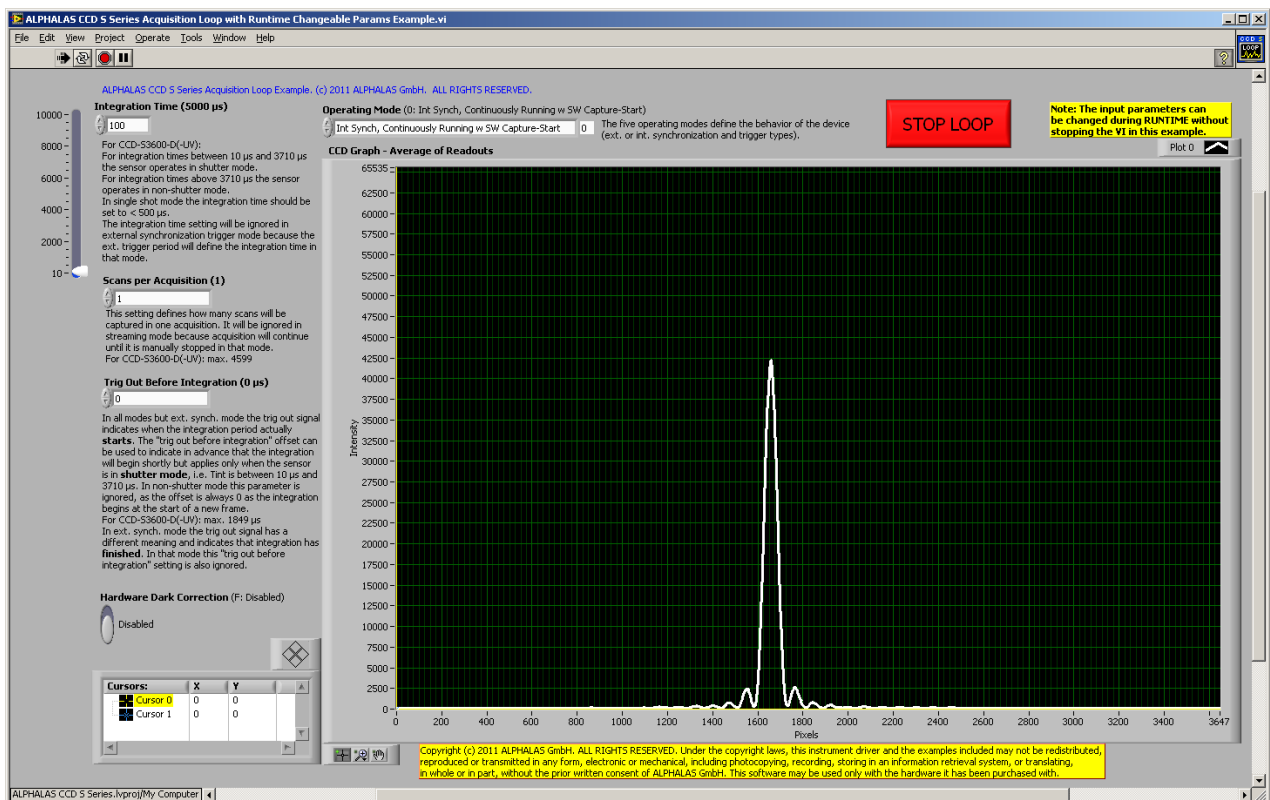 ALPHALAS CCD S Series Acquisition Loop with Runtime Changeable Params Example.vi
File Edit View Project Operate Tools Window Help
CCD S
LOOP
ALPHALAS CCD S Series Acquisition Loop Example. (c) 2011 ALPHALAS GmbH. ALL RIGHTS RESERVED.
Integration Time (5000 µs)
10000
8000
6000
4000
2000
10
100
For CCD-S3600-D(-UV):
For integration times between 10 µs and 3710 µs
the sensor operates in shutter mode.
For integration times above 3710 µs the sensor
operates in non-shutter mode.
In single shot mode the integration time should be
set to < 500 µs.
The integration time setting will be ignored in
external synchronization trigger mode because the
ext. trigger period will define the integration time in
that mode.
Scans per Acquisition (1)
1
This setting defines how many scans will be
captured in one acquisition. It will be ignored in
streaming mode because acquisition will continue
until it is manually stopped in that mode.
For CCD-S3600-D(-UV): max. 4599
Trig Out Before Integration (0 µs)
0
In all modes but ext. synch. mode the trig out signal
indicates when the integration period actually
starts. The "trig out before integration" offset can
be used to indicate in advance that the integration
will begin shortly but applies only when the sensor
is in shutter mode, i.e. Tint is between 10 µs and
3710 µs. In non-shutter mode this parameter is
ignored, as the offset is always 0 as the integration
begins at the start of a new frame.
For CCD-S3600-D(-UV): max. 1849 µs
In ext. synch. mode the trig out signal has a
different meaning and indicates that integration has
finished. In that mode this "trig out before
integration" setting is also ignored.
Hardware Dark Correction (F: Disabled)
Disabled
Cursors: X Y
Cursor 0 0 0
Cursor 1 0 0
Operating Mode (0: Int Synch, Continuously Running w SW Capture-Start)
Int Synch, Continuously Running w SW Capture-Start 0
The five operating modes define the behavior of the device
(ext. or int. synchronization and trigger types).
STOP LOOP
Note: The input parameters can
be changed during RUNTIME without
stopping the VI in this example.
CCD Graph - Average of Readouts
Plot 0
65535
62500
60000
57500
55000
52500
50000
47500
45000
42500
40000
37500
35000
32500
30000
27500
25000
22500
20000
17500
15000
12500
10000
7500
5000
2500
0
Intensity
0 200 400 600 800 1000 1200 1400 1600 1800 2000 2200 2400 2600 2800 3000 3200 3400 3647
Pixels
Copyright (c) 2011 ALPHALAS GmbH. ALL RIGHTS RESERVED. Under the copyright laws, this instrument driver and the examples included may not be redistributed,
reproduced or transmitted in any form, electronic or mechanical, including photocopying, recording, storing in an information retrieval system, or translating,
in whole or in part, without the prior written consent of ALPHALAS GmbH. This software may be used only with the hardware it has been purchased with.
ALPHALAS CCD S Series.lvproj/My Computer